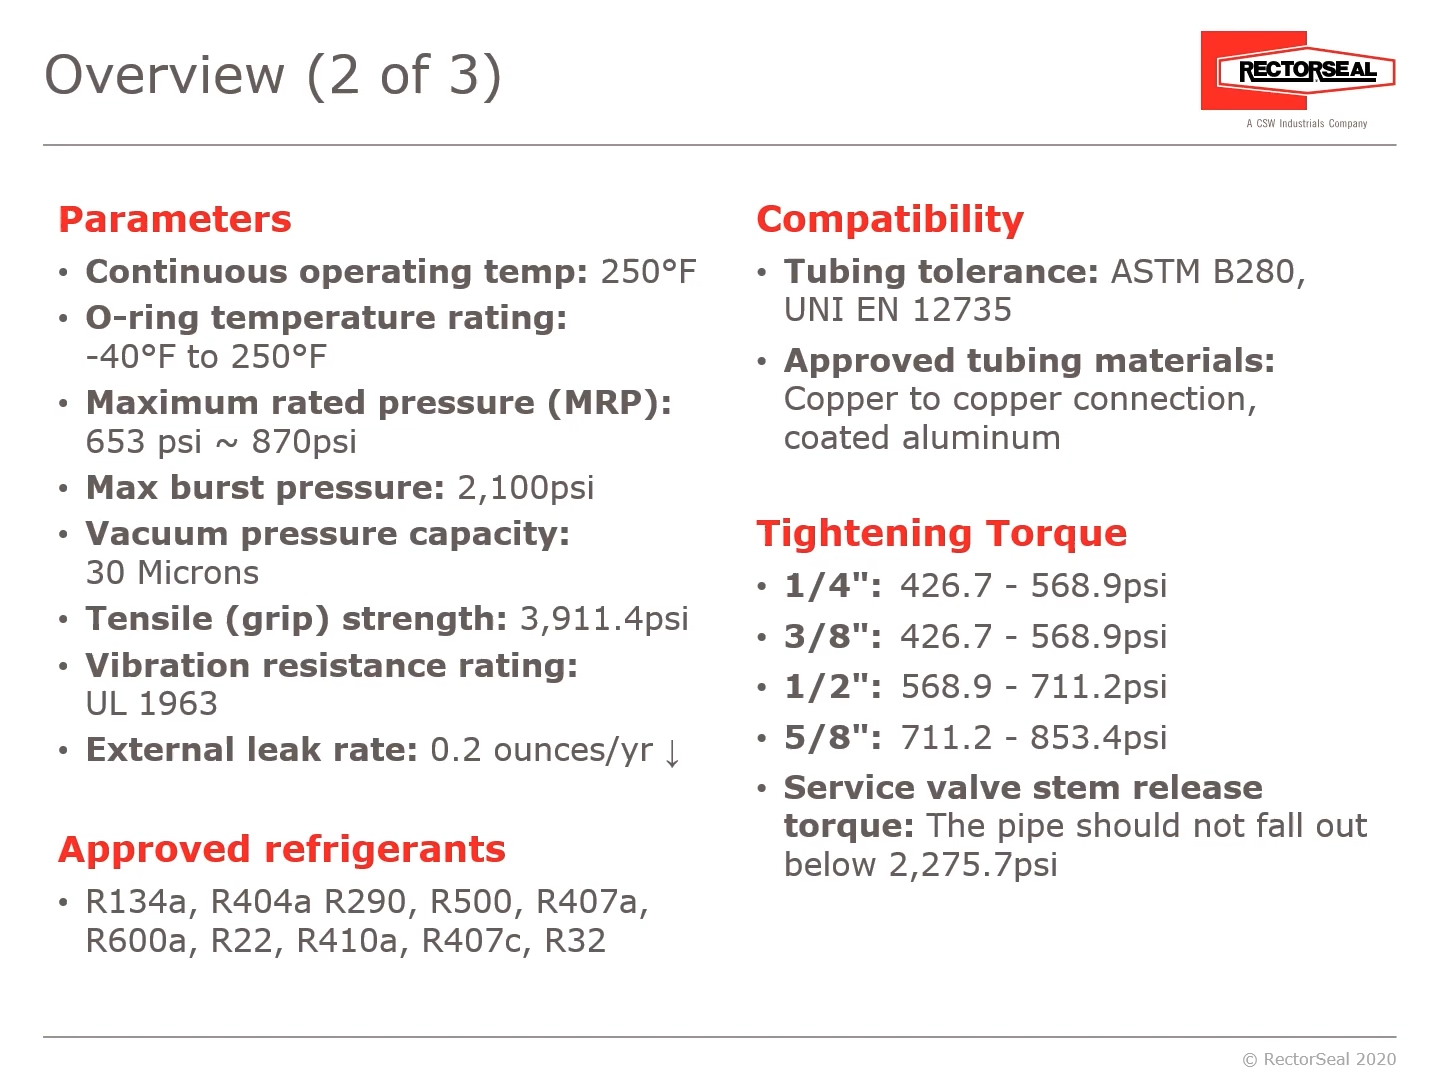 Overview (2 of 3)
RECTORSEAL
A CSW Industrials Company
Parameters
• Continuous operating temp: 250°F
• O-ring temperature rating:
-40°F to 250°F
• Maximum rated pressure (MRP):
653 psi ~ 870psi
• Max burst pressure: 2,100psi
• Vacuum pressure capacity:
30 Microns
• Tensile (grip) strength: 3,911.4psi
• Vibration resistance rating:
UL 1963
• External leak rate: 0.2 ounces/yr ↓
Approved refrigerants
• R134a, R404a R290, R500, R407a,
R600a, R22, R410a, R407c, R32
Compatibility
• Tubing tolerance: ASTM B280,
UNI EN 12735
• Approved tubing materials:
Copper to copper connection,
coated aluminum
Tightening Torque
• 1/4": 426.7 - 568.9psi
• 3/8": 426.7 - 568.9psi
• 1/2": 568.9 - 711.2psi
• 5/8": 711.2 - 853.4psi
• Service valve stem release
torque: The pipe should not fall out
below 2,275.7psi
© RectorSeal 2020